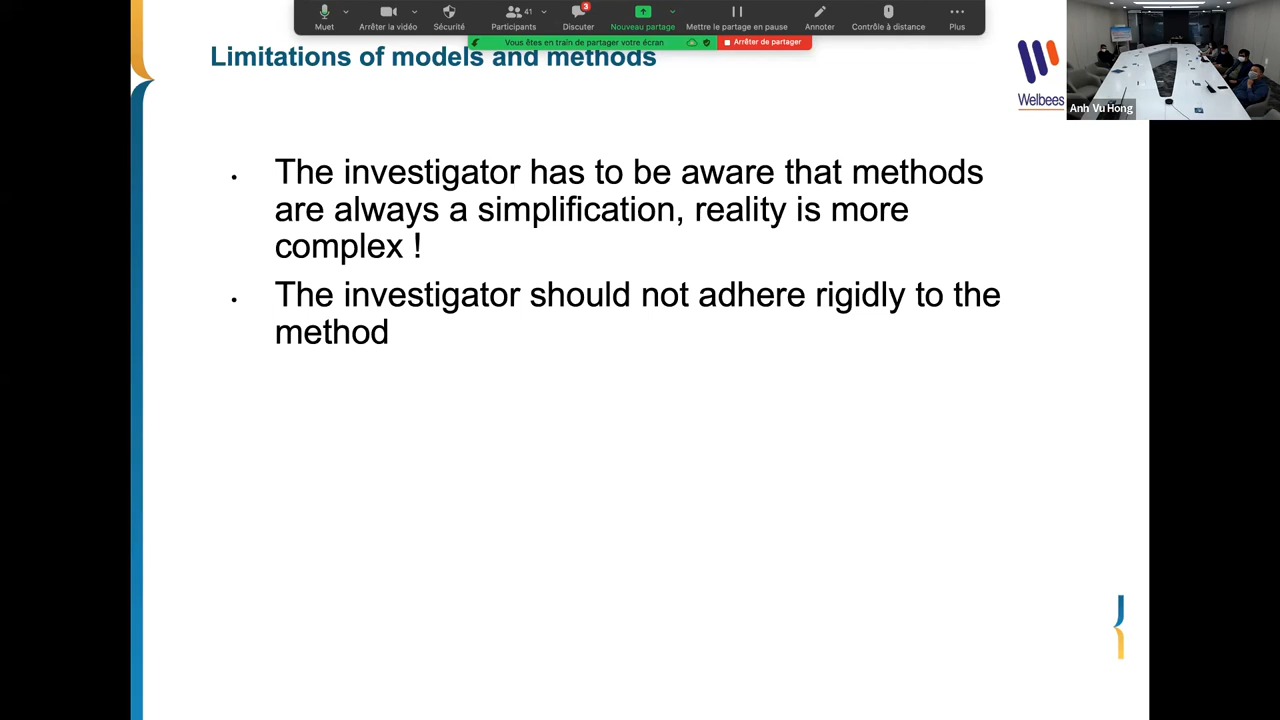 Muet
Arrêter la vidéo
Sécurité
Participants
41
Discuter
3
Nouveau partage
Mettre le partage en pause
Annoter
Contrôle à distance
Plus
Vous êtes en train de partager votre écran
Arrêter de partager
Limitations of models and methods
Welbees
Anh Vu Hong
• The investigator has to be aware that methods
are always a simplification, reality is more
complex !
• The investigator should not adhere rigidly to the
method